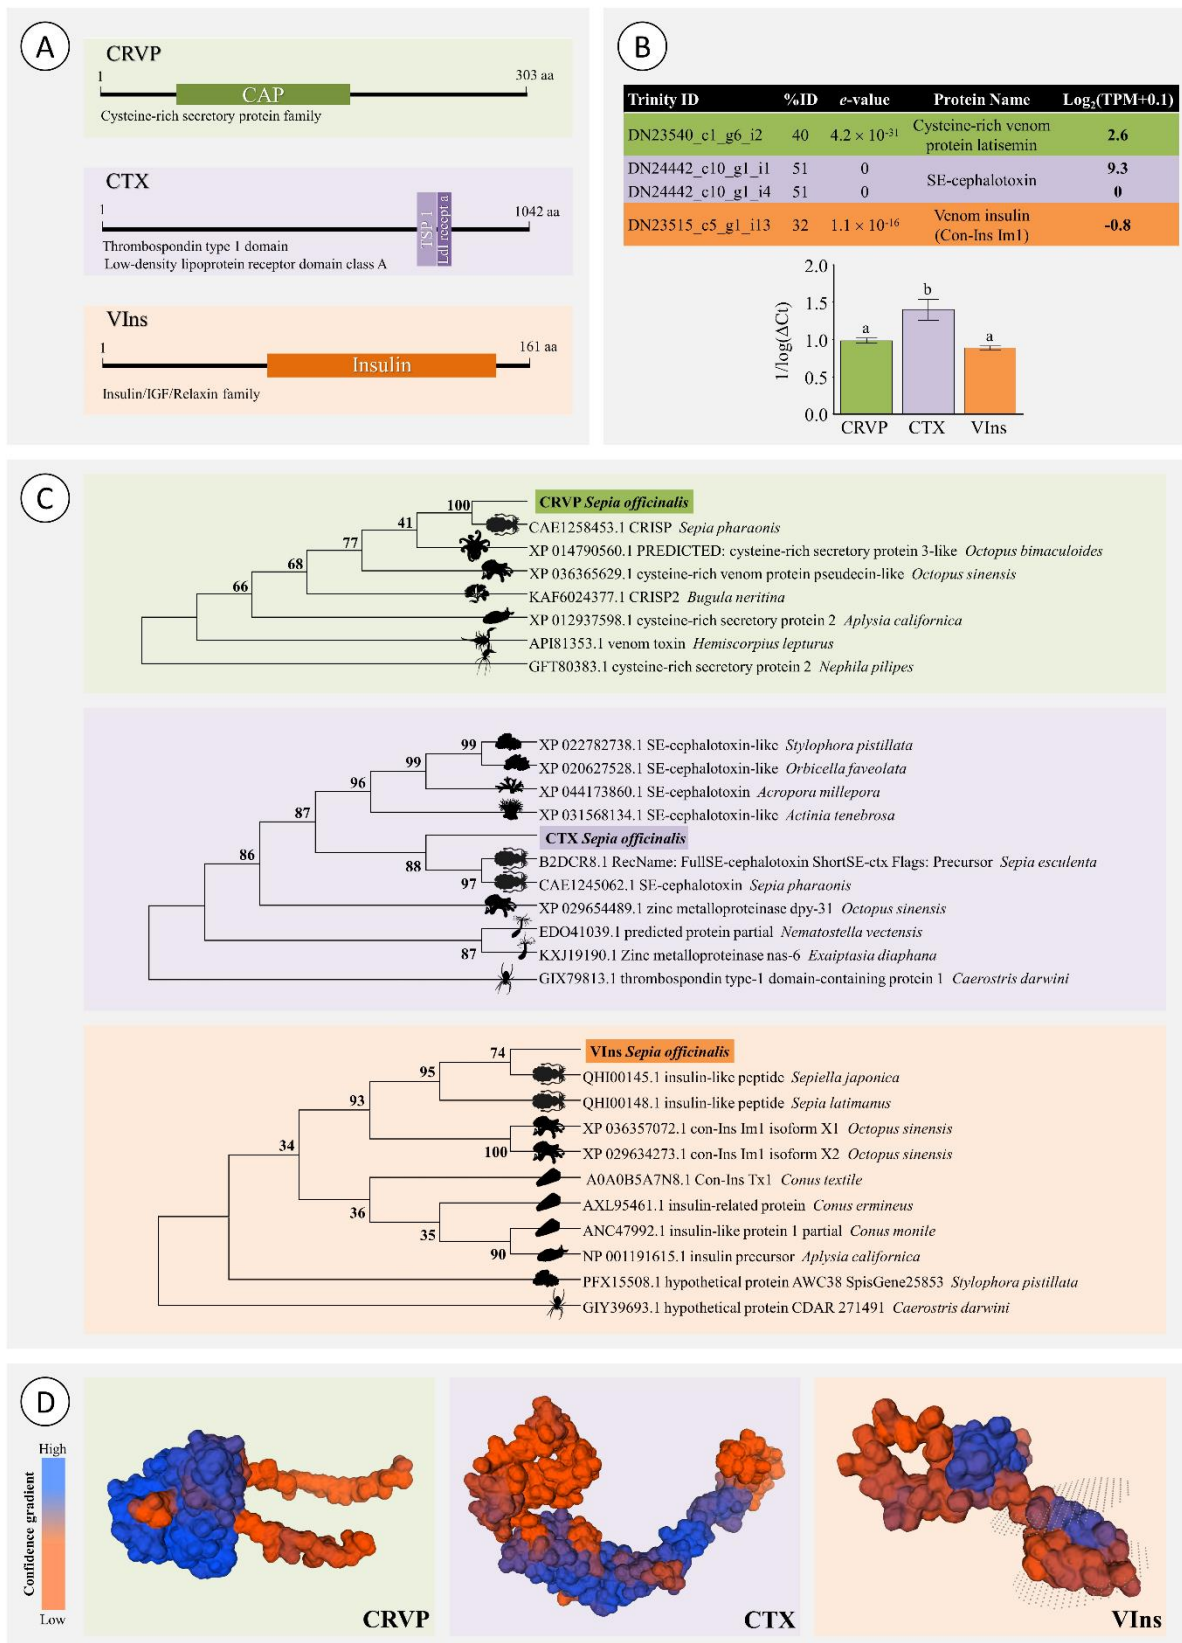 A
CRVP
1
303 aa
CAP
Cysteine-rich secretory protein family
CTX
1
1042 aa
TSP 1
Ldl recept a
Thrombospondin type 1 domain
Low-density lipoprotein receptor domain class A
VIns
1
161 aa
Insulin
Insulin/IGF/Relaxin family
B
Trinity ID %ID e-value Protein Name Log2(TPM+0.1)
DN23540_c1_g6_i2 40 4.2 × 10-31 Cysteine-rich venom protein latisemin 2.6
DN24442_c10_g1_i1 51 0 SE-cephalotoxin 9.3
DN24442_c10_g1_i4 51 0 0
DN23515_c5_g1_i13 32 1.1 × 10-16 Venom insulin (Con-Ins Im1) -0.8
1/log(ΔCt)
2.0
1.5
1.0
0.5
0.0
a
b
a
CRVP CTX VIns
C
CRVP Sepia officinalis
100
CAE1258453.1 CRISP Sepia pharaonis
41
XP 014790560.1 PREDICTED: cysteine-rich secretory protein 3-like Octopus bimaculoides
77
XP 036365629.1 cysteine-rich venom protein pseudecin-like Octopus sinensis
68
KAF6024377.1 CRISP2 Bugula neritina
66
XP 012937598.1 cysteine-rich secretory protein 2 Aplysia californica
API81353.1 venom toxin Hemiscorpius lepturus
GFT80383.1 cysteine-rich secretory protein 2 Nephila pilipes
99
XP 022782738.1 SE-cephalotoxin-like Stylophora pistillata
99
XP 020627528.1 SE-cephalotoxin-like Orbicella faveolata
96
XP 044173860.1 SE-cephalotoxin Acropora millepora
87
XP 031568134.1 SE-cephalotoxin-like Actinia tenebrosa
CTX Sepia officinalis
86
88
B2DCR8.1 RecName: FullSE-cephalotoxin ShortSE-ctx Flags: Precursor Sepia esculenta
97
CAE1245062.1 SE-cephalotoxin Sepia pharaonis
XP 029654489.1 zinc metalloproteinase dpy-31 Octopus sinensis
EDO41039.1 predicted protein partial Nematostella vectensis
87
KXJ19190.1 Zinc metalloproteinase nas-6 Exaiptasia diaphana
GIX79813.1 thrombospondin type-1 domain-containing protein 1 Caerostris darwini
74
VIns Sepia officinalis
95
QHI00145.1 insulin-like peptide Sepiella japonica
93
QHI00148.1 insulin-like peptide Sepia latimanus
XP 036357072.1 con-Ins Im1 isoform X1 Octopus sinensis
34
100
XP 029634273.1 con-Ins Im1 isoform X2 Octopus sinensis
A0A0B5A7N8.1 Con-Ins Tx1 Conus textile
36
AXL95461.1 insulin-related protein Conus ermineus
35
ANC47992.1 insulin-like protein 1 partial Conus monile
90
NP 001191615.1 insulin precursor Aplysia californica
PFX15508.1 hypothetical protein AWC38 SpisGene25853 Stylophora pistillata
GIY39693.1 hypothetical protein CDAR 271491 Caerostris darwini
D
High
Confidence gradient
Low
CRVP
CTX
VIns